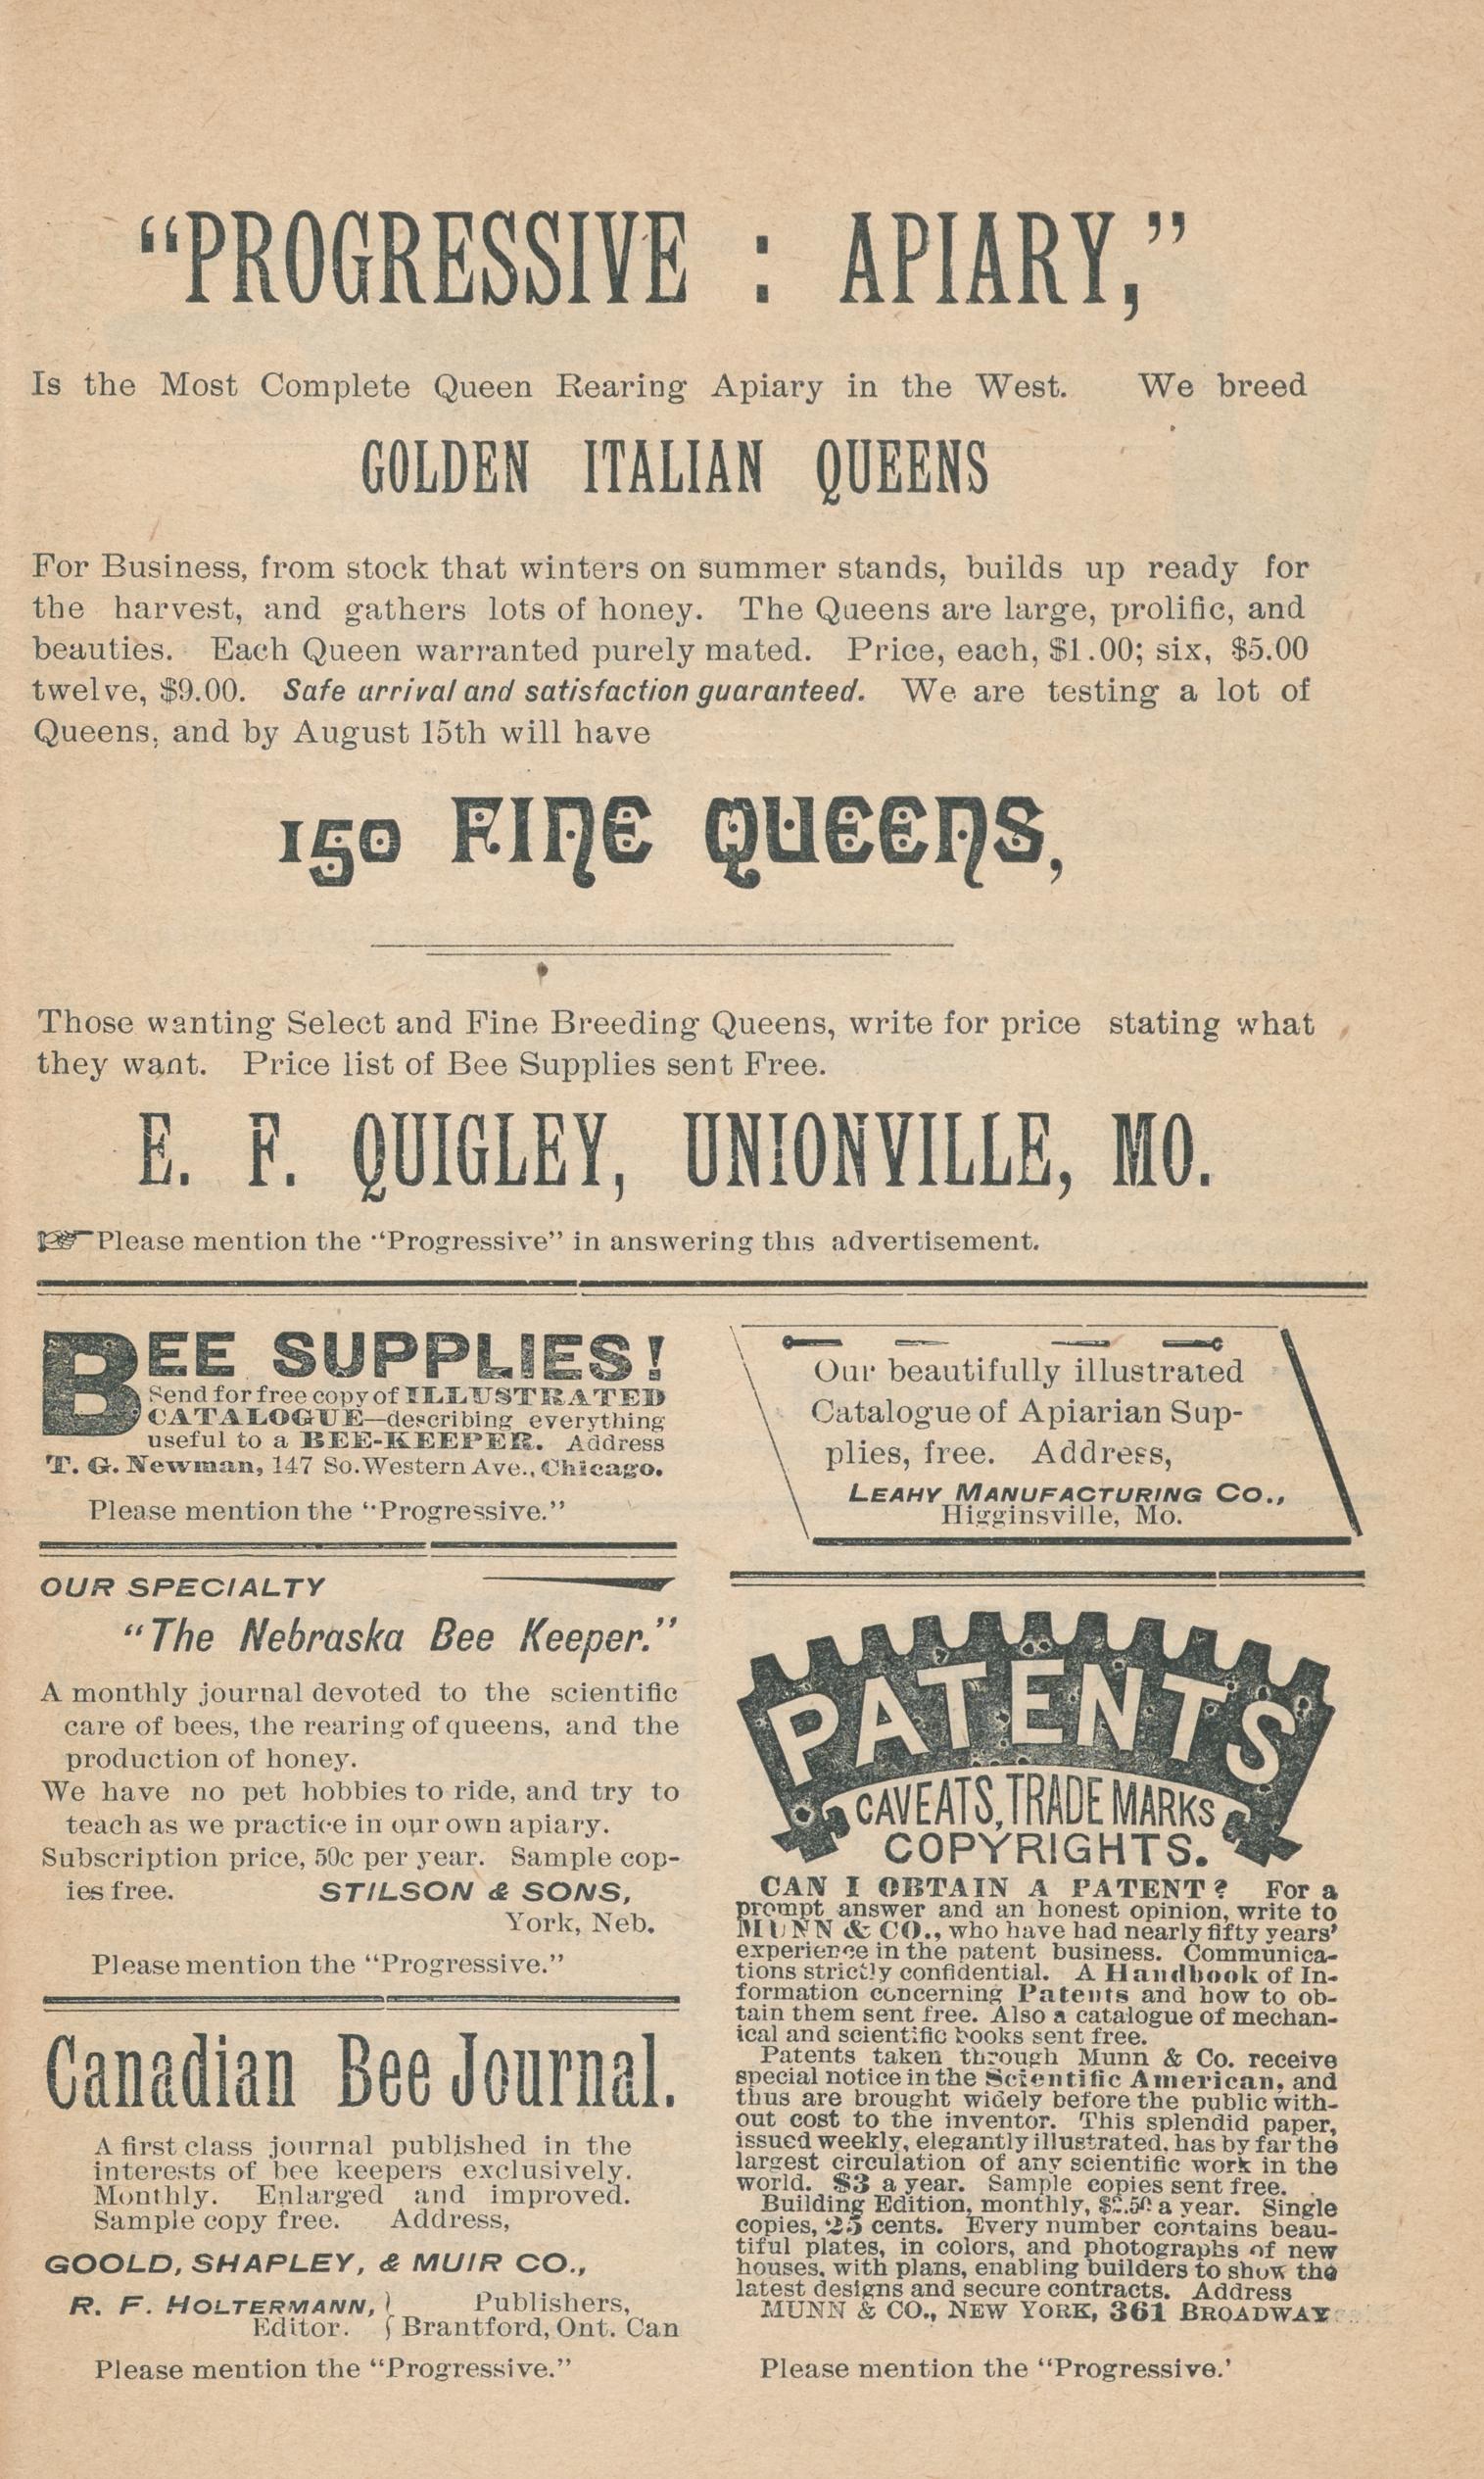 “PROGRESSIVE : APIARY,”
Is the Most Complete Queen Rearing Apiary in the West. We breed
GOLDEN ITALIAN QUEENS
For Business, from stock that winters on summer stands, builds up ready for
the harvest, and gathers lots of honey. The Queens are large, prolific, and
beauties. Each Queen warranted purely mated. Price, each, $1.00; six, $5.00
twelve, $9.00. Safe arrival and satisfaction guaranteed. We are testing a lot of
Queens, and by August 15th will have
150 FINE QUEENS,
Those wanting Select and Fine Breeding Queens, write for price stating what
they want. Price list of Bee Supplies sent Free.
E. F. QUIGLEY, UNIONVILLE, MO.
☞Please mention the “Progressive” in answering this advertisement.
BEE SUPPLIES!
Send for free copy of ILLUSTRATED
CATALOGUE—describing everything
useful to a BEE-KEEPER. Address
T. G. Newman, 147 So. Western Ave., Chicago.
Please mention the “Progressive.”
OUR SPECIALTY
“The Nebraska Bee Keeper.”
A monthly journal devoted to the scientific
care of bees, the rearing of queens, and the
production of honey.
We have no pet hobbies to ride, and try to
teach as we practice in our own apiary.
Subscription price, 50c per year. Sample cop-
ies free. STILSON & SONS,
York, Neb.
Please mention the “Progressive.”
Canadian Bee Journal.
A first class journal published in the
interests of bee keepers exclusively.
Monthly. Enlarged and improved.
Sample copy free. Address,
GOOLD, SHAPLEY, & MUIR CO.,
R. F. HOLTERMANN, } Publishers,
Editor. } Brantford, Ont. Can
Please mention the “Progressive.”
Our beautifully illustrated
Catalogue of Apiarian Sup-
plies, free. Address,
LEAHY MANUFACTURING CO.,
Higginsville, Mo.
PATENTS
CAVEATS, TRADE MARKS
COPYRIGHTS.
CAN I OBTAIN A PATENT? For a
prompt answer and an honest opinion, write to
MUNN & CO., who have had nearly fifty years’
experience in the patent business. Communica-
tions strictly confidential. A Handbook of In-
formation concerning Patents and how to ob-
tain them sent free. Also a catalogue of mechan-
ical and scientific books sent free.
Patents taken through Munn & Co. receive
special notice in the Scientific American, and
thus are brought widely before the public with-
out cost to the inventor. This splendid paper,
issued weekly, elegantly illustrated, has by far the
largest circulation of any scientific work in the
world. $3 a year. Sample copies sent free.
Building Edition, monthly, $2.50 a year. Single
copies, 25 cents. Every number contains beau-
tiful plates, in colors, and photographs of new
houses, with plans, enabling builders to show the
latest designs and secure contracts. Address
MUNN & CO., NEW YORK, 361 BROADWAY
Please mention the “Progressive.’